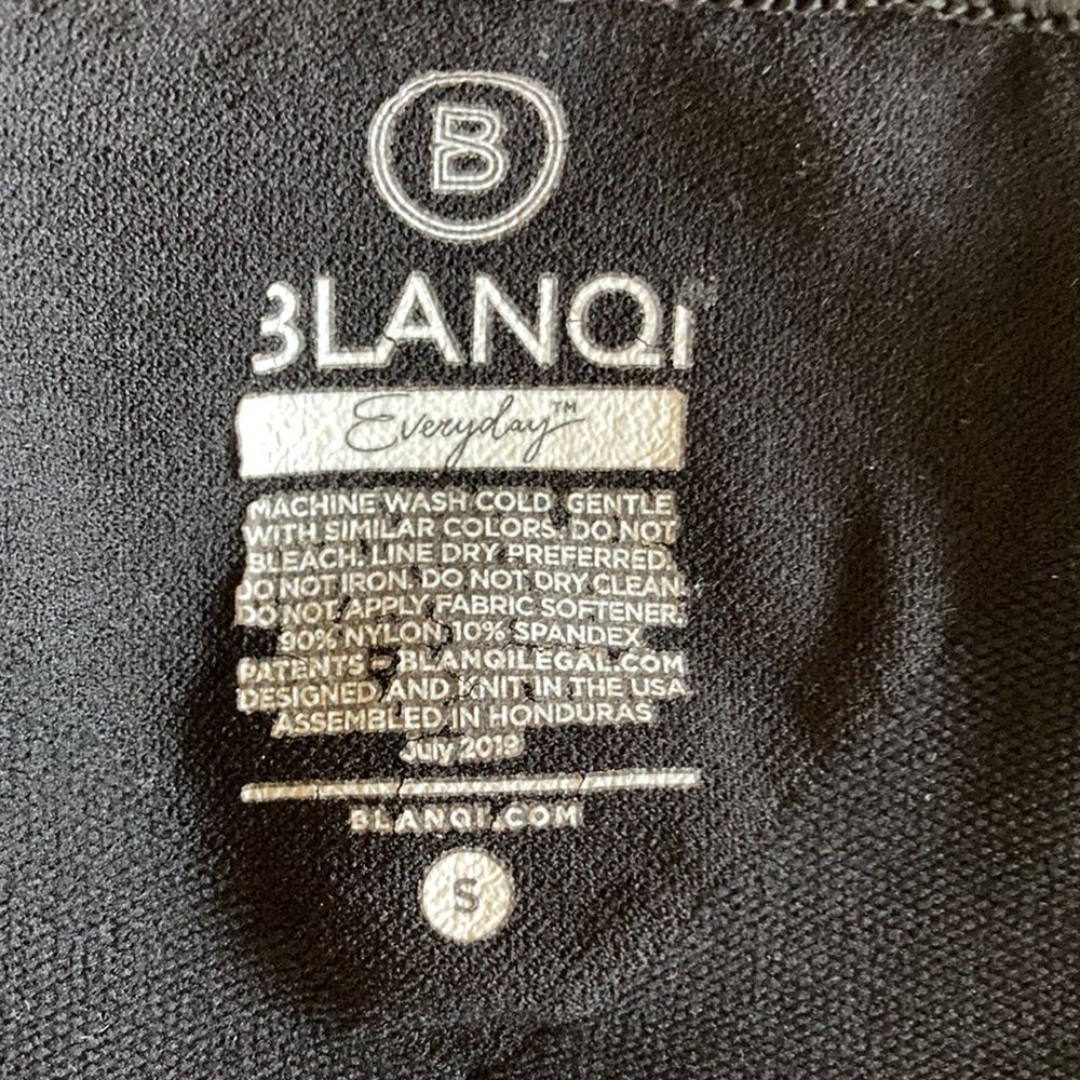 B
BLANQI
Everyday™
MACHINE WASH COLD GENTLE
WITH SIMILAR COLORS. DO NOT
BLEACH. LINE DRY PREFERRED.
DO NOT IRON. DO NOT DRY CLEAN.
DO NOT APPLY FABRIC SOFTENER.
90% NYLON 10% SPANDEX
PATENTS - BLANQILEGAL.COM
DESIGNED AND KNIT IN THE USA
ASSEMBLED IN HONDURAS
July 2019
BLANQI.COM
S